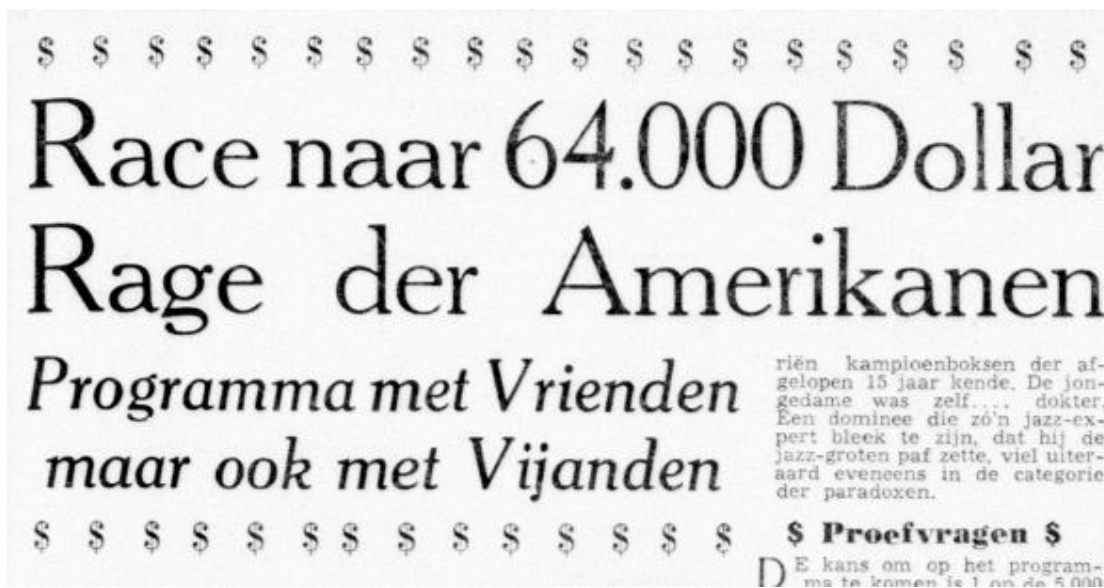 $ $ $ $ $ $ $ $ $ $ $ $ $ $ $ $ $ $ $ $
Race naar 64.000 Dollar
Rage der Amerikanen
Programma met Vrienden
maar ook met Vijanden
$ $ $ $ $ $ $ $ $ $ $ $ $ $
riën kampioenboksen der af-
gelopen 15 jaar kende. De jon-
gedame was zelf.... dokter.
Een dominee die zó'n jazz-ex-
pert bleek te zijn, dat hij de
jazz-groten paf zette, viel uiter-
aard eveneens in de categorie
der paradoxen.
$ Proefvragen $
DE kans om op het program-
ma te komen is 1 op de 5.000